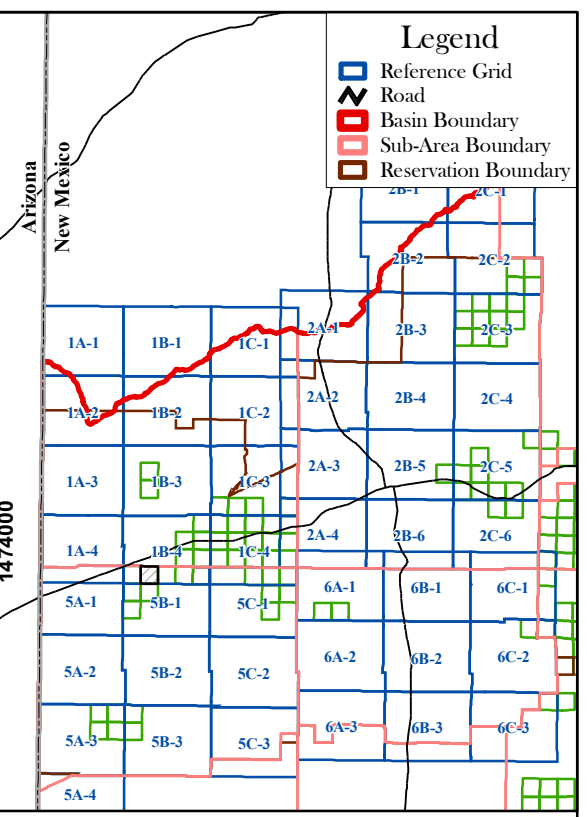 Legend
Reference Grid
Road
Basin Boundary
Sub-Area Boundary
Reservation Boundary
Arizona
New Mexico
1474000
2B-1
2C-1
2B-2
2C-2
1A-1
1B-1
1C-1
2A-1
2B-3
2C-3
1A-2
1B-2
1C-2
2A-2
2B-4
2C-4
1A-3
1B-3
1C-3
2A-3
2B-5
2C-5
1A-4
1B-4
1C-4
2A-4
2B-6
2C-6
5A-1
5B-1
5C-1
6A-1
6B-1
6C-1
5A-2
5B-2
5C-2
6A-2
6B-2
6C-2
5A-3
5B-3
5C-3
6A-3
6B-3
6C-3
5A-4